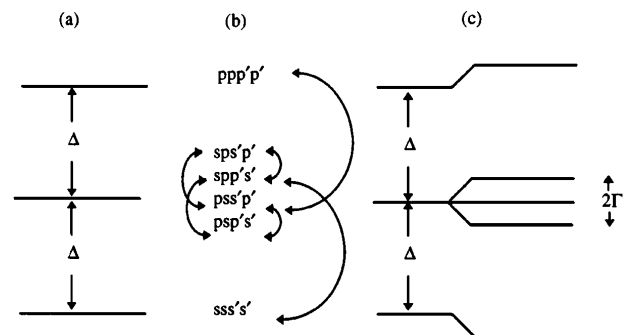 (a)
(b)
(c)
ppp'p'
Δ
sps'p'
spp's'
pss'p'
psp's'
Δ
sss's'
Δ
Δ
2Γ